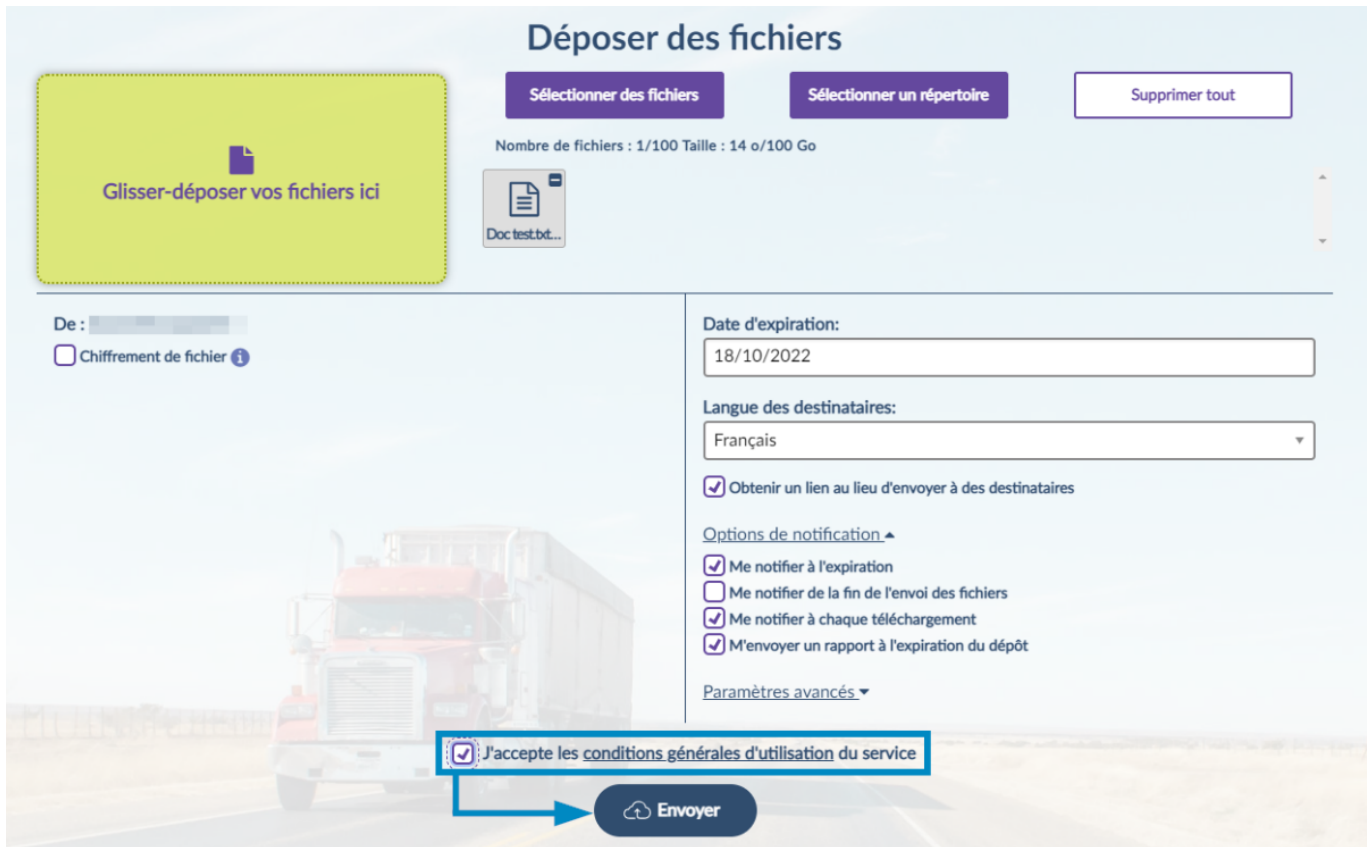 Déposer des fichiers
Sélectionner des fichiers
Sélectionner un répertoire
Supprimer tout
Glisser-déposer vos fichiers ici
Nombre de fichiers : 1/100 Taille : 14 o/100 Go
Doc test.txt...
De :
Chiffrement de fichier
Date d'expiration:
18/10/2022
Langue des destinataires:
Français
Obtenir un lien au lieu d'envoyer à des destinataires
Options de notification
Me notifier à l'expiration
Me notifier de la fin de l'envoi des fichiers
Me notifier à chaque téléchargement
M'envoyer un rapport à l'expiration du dépôt
Paramètres avancés
J'accepte les conditions générales d'utilisation du service
Envoyer